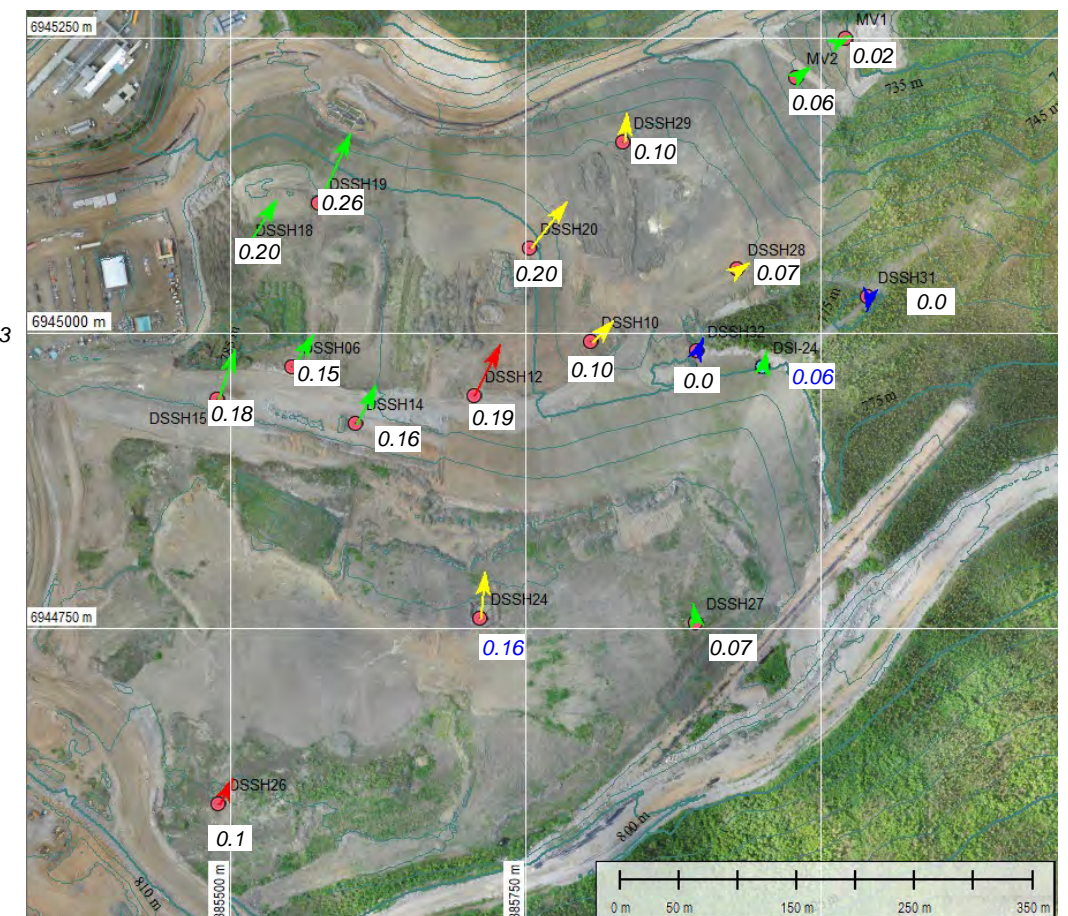 6945250 m
MV1
0.02
MV2
735 m
0.06
745 m
DSSH29
0.10
DSSH19
0.26
DSSH18
0.20
DSSH20
0.20
DSSH28
0.07
DSSH31
0.0
6945000 m
3
DSSH10
0.10
DSSH32
0.0
DSI-24
0.06
DSSH06
0.15
DSSH12
0.19
DSSH15
0.18
DSSH14
0.16
775 m
6944750 m
DSSH24
0.16
DSSH27
0.07
DSSH26
0.1
800 m
810 m
385500 m
385750 m
0 m
50 m
150 m
250 m
350 m